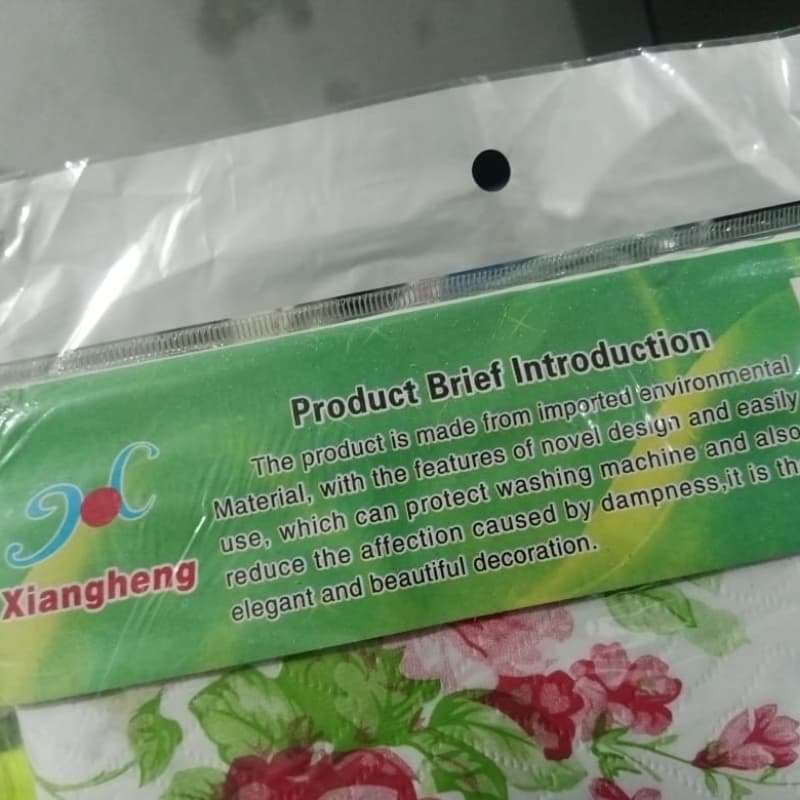 Product Brief Introduction
The product is made from imported environmental
Material, with the features of novel design and easily
use, which can protect washing machine and also
reduce the affection caused by dampness,it is
elegant and beautiful decoration.
Xiangheng